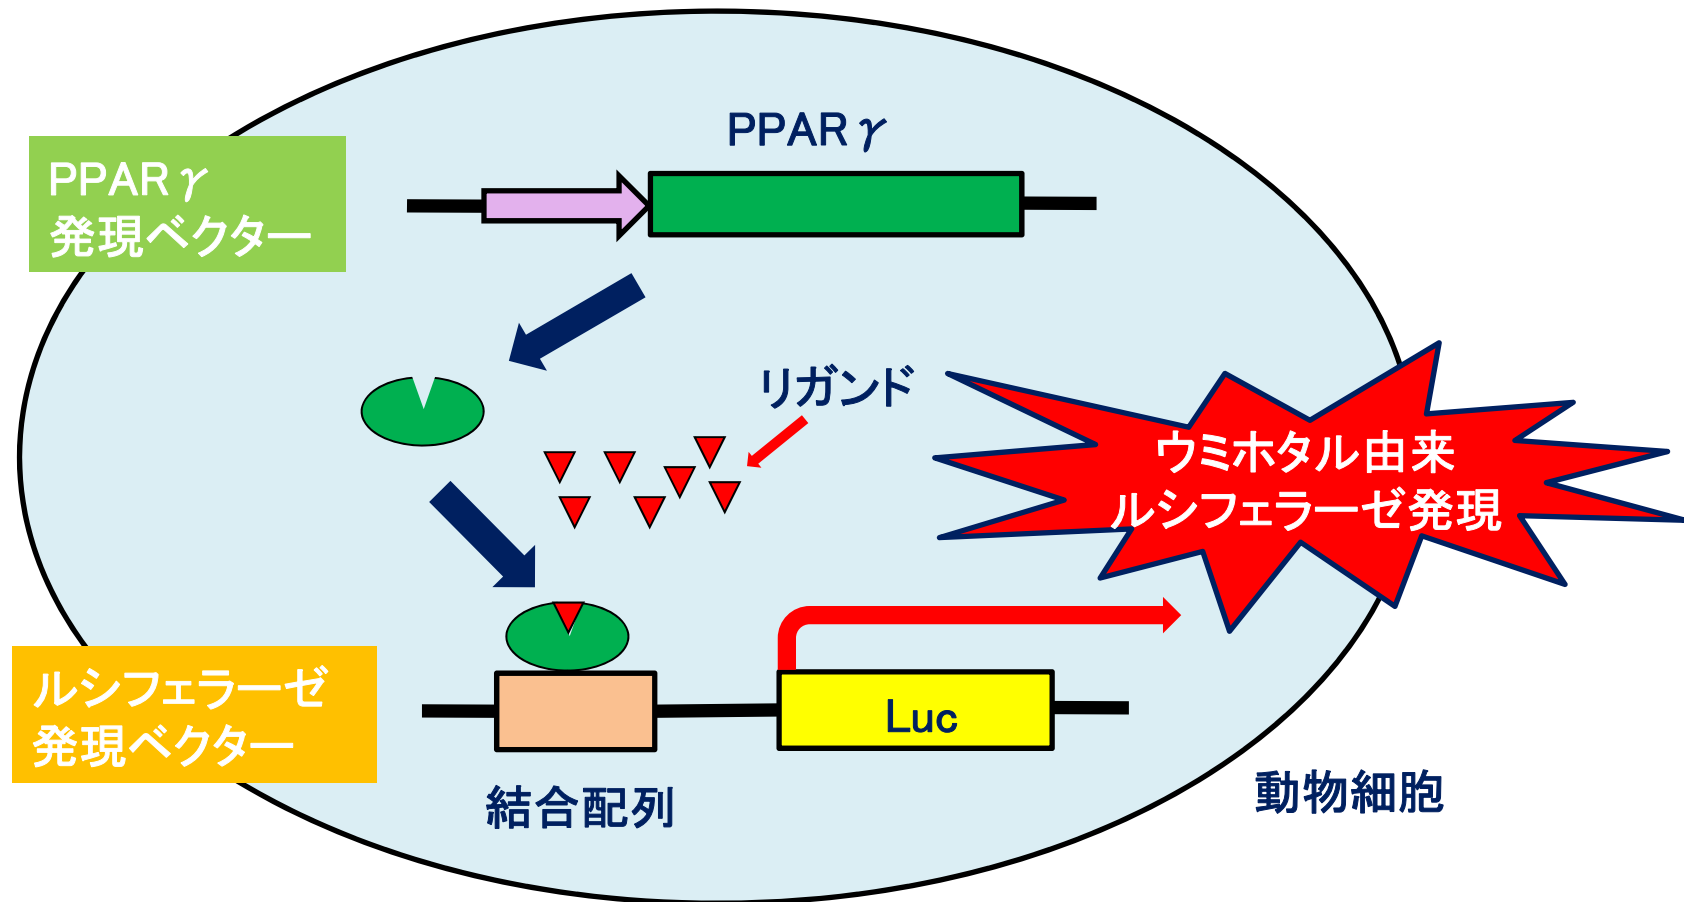 PPARγ
PPARγ
発現ベクター
リガンド
ウミホタル由来
ルシフェラーゼ発現
ルシフェラーゼ
発現ベクター
Luc
結合配列
動物細胞